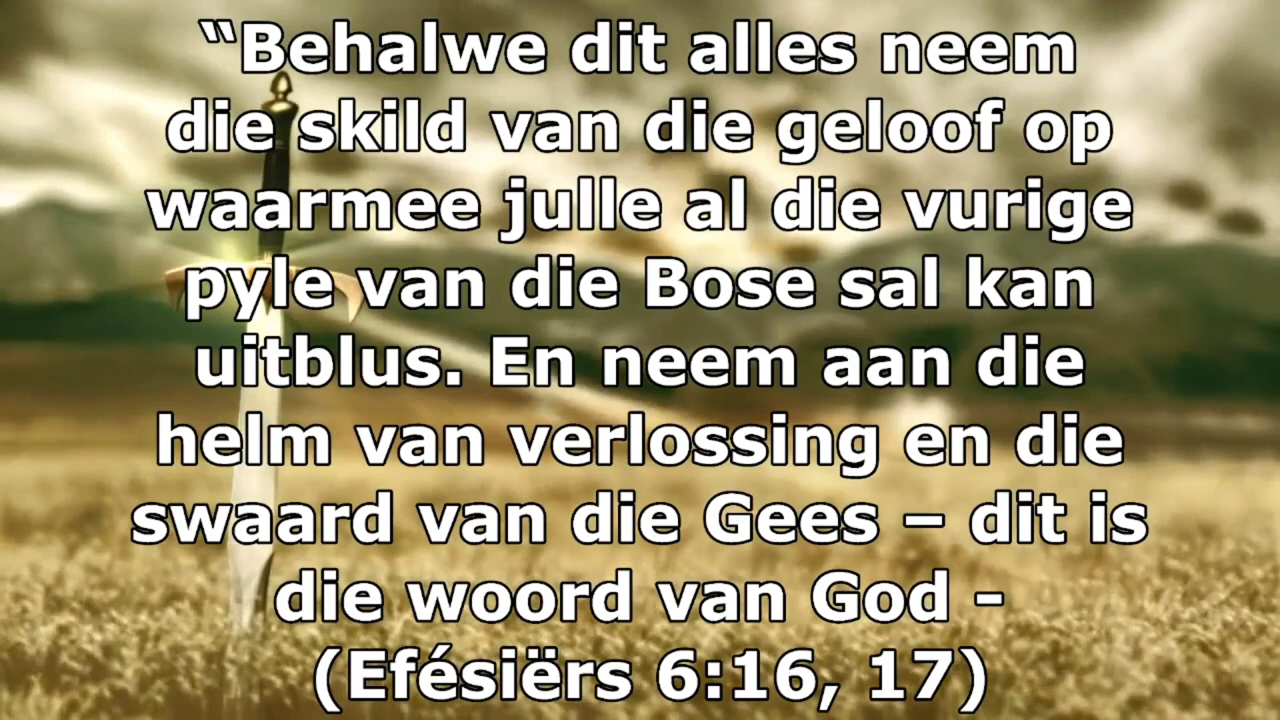 “Behalwe dit alles neem
die skild van die geloof op
waarmee julle al die vurige
pyle van die Bose sal kan
uitblus. En neem aan die
helm van verlossing en die
swaard van die Gees – dit is
die woord van God -
(Efésiërs 6:16, 17)